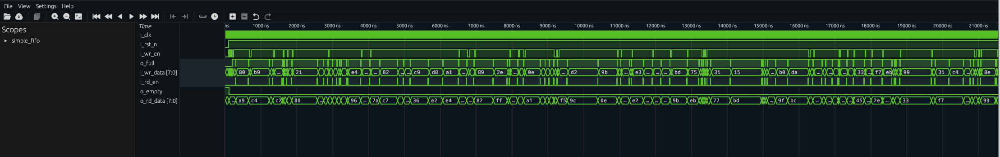 File View Settings Help
Scopes
simple_fifo
Time
ns 1000 ns 2000 ns 3000 ns 4000 ns 5000 ns 6000 ns 7000 ns 8000 ns 9000 ns 10000 ns 11000 ns 12000 ns 13000 ns 14000 ns 15000 ns 16000 ns 17000 ns 18000 ns 19000 ns 20000 ns 21000 ns
i_clk
i_rst_n
i_wr_en
o_full
i_wr_data [7:0] 80 b9 ... 21 ... e4 ... ... 82 ... ... c9 d8 a1 ... ... 89 2e ... 0e ... d2 9b ... e3 ... ... ... bd 75 ... 31 15 ... b0 da ... ... ... ... ... 33 ... f7 eb 99 ... 31 c4 ... 8e
i_rd_en
o_empty
o_rd_data [7:0] ... a9 c4 c2 ... 80 ... 96 ... 7a c7 ... 36 e2 e4 ... ... 82 ff ... a1 f5 9c 0e ... e2 ... ... ... 9b eb 77 bd ... 9f bc ... ... ... ... ... 45 ... 2e ... 33 f7 ... 99